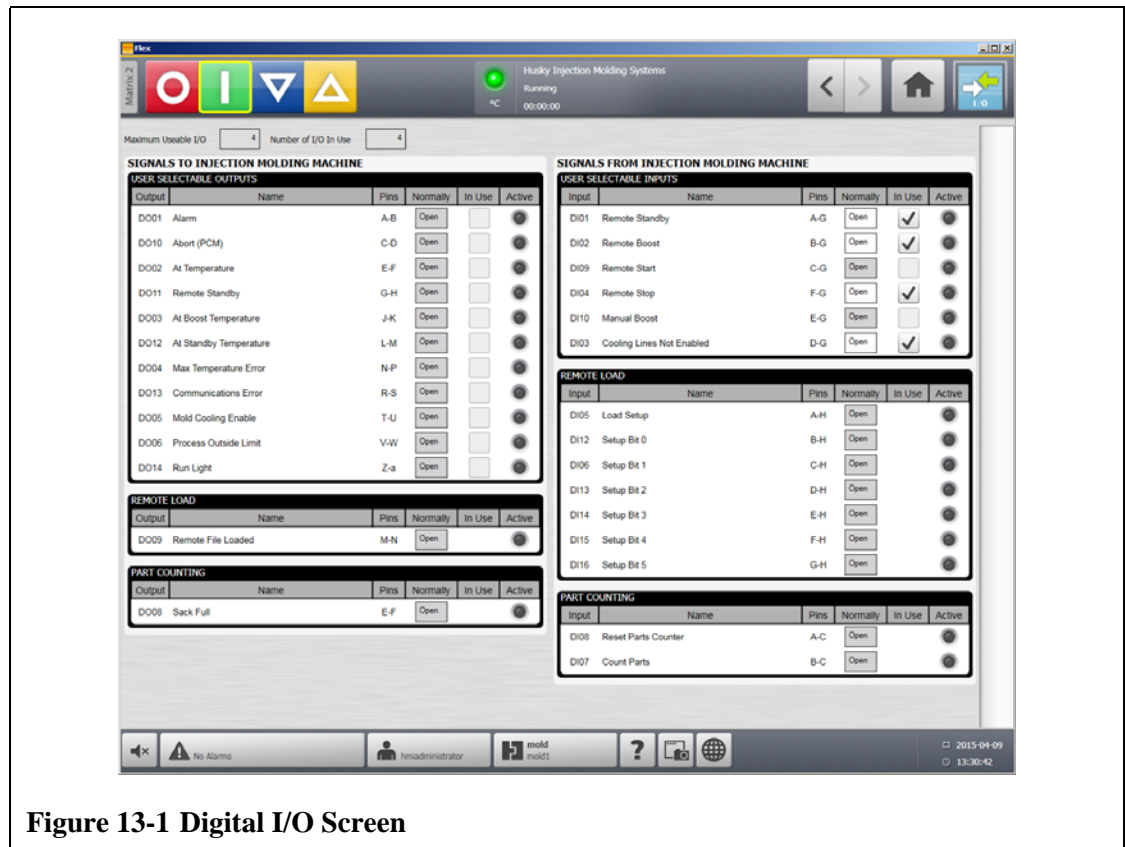 Flex
Matrix 2
Husky Injection Molding Systems
Running
°C 00:00:00
I/O
Maximum Useable I/O 4 Number of I/O In Use 4
SIGNALS TO INJECTION MOLDING MACHINE
USER SELECTABLE OUTPUTS
Output Name Pins Normally In Use Active
DO01 Alarm A-B Open
DO10 Abort (PCM) C-D Open
DO02 At Temperature E-F Open
DO11 Remote Standby G-H Open
DO03 At Boost Temperature J-K Open
DO12 At Standby Temperature L-M Open
DO04 Max Temperature Error N-P Open
DO13 Communications Error R-S Open
DO05 Mold Cooling Enable T-U Open
DO06 Process Outside Limit V-W Open
DO14 Run Light Z-a Open
REMOTE LOAD
Output Name Pins Normally In Use Active
DO09 Remote File Loaded M-N Open
PART COUNTING
Output Name Pins Normally In Use Active
DO08 Sack Full E-F Open
SIGNALS FROM INJECTION MOLDING MACHINE
USER SELECTABLE INPUTS
Input Name Pins Normally In Use Active
DI01 Remote Standby A-G Open
DI02 Remote Boost B-G Open
DI09 Remote Start C-G Open
DI04 Remote Stop F-G Open
DI10 Manual Boost E-G Open
DI03 Cooling Lines Not Enabled D-G Open
REMOTE LOAD
Input Name Pins Normally In Use Active
DI05 Load Setup A-H Open
DI12 Setup Bit 0 B-H Open
DI06 Setup Bit 1 C-H Open
DI13 Setup Bit 2 D-H Open
DI14 Setup Bit 3 E-H Open
DI15 Setup Bit 4 F-H Open
DI16 Setup Bit 5 G-H Open
PART COUNTING
Input Name Pins Normally In Use Active
DI08 Reset Parts Counter A-C Open
DI07 Count Parts B-C Open
No Alarms
hmiadministrator
mold
mold1
?
2015-04-09
13:30:42
Figure 13-1 Digital I/O Screen